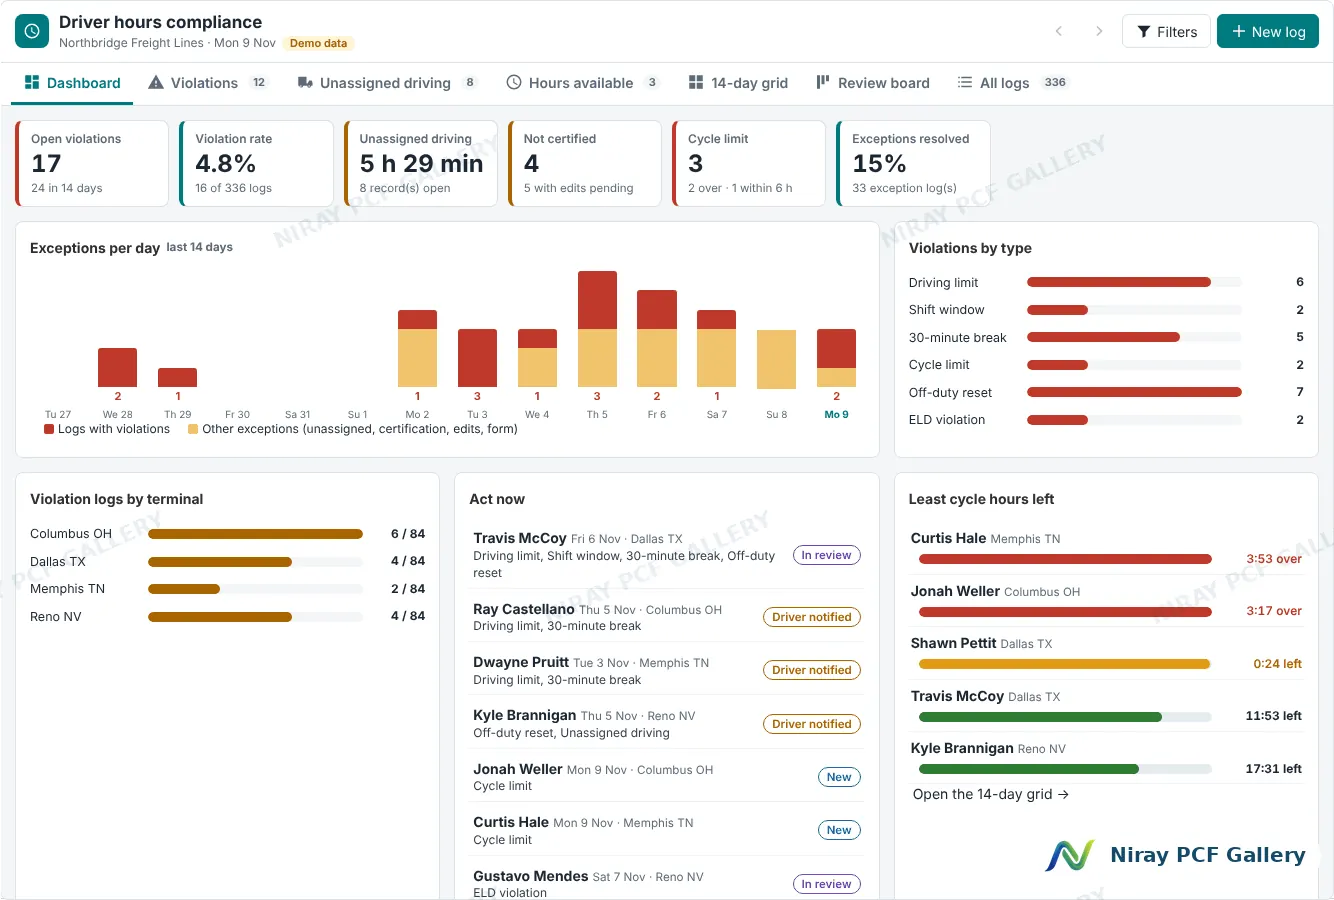 Driver hours compliance
Northbridge Freight Lines · Mon 9 Nov Demo data
Filters
+ New log
Dashboard
Violations 12
Unassigned driving 8
Hours available 3
14-day grid
Review board
All logs 336
Open violations
17
24 in 14 days
Violation rate
4.8%
16 of 336 logs
Unassigned driving
5 h 29 min
8 record(s) open
Not certified
4
5 with edits pending
Cycle limit
3
2 over · 1 within 6 h
Exceptions resolved
15%
33 exception log(s)
Exceptions per day last 14 days
2 1 1 3 1 3 2 1 2
Tu 27 We 28 Th 29 Fr 30 Sa 31 Su 1 Mo 2 Tu 3 We 4 Th 5 Fr 6 Sa 7 Su 8 Mo 9
Logs with violations Other exceptions (unassigned, certification, edits, form)
Violations by type
Driving limit 6
Shift window 2
30-minute break 5
Cycle limit 2
Off-duty reset 7
ELD violation 2
Violation logs by terminal
Columbus OH 6 / 84
Dallas TX 4 / 84
Memphis TN 2 / 84
Reno NV 4 / 84
Act now
Travis McCoy Fri 6 Nov · Dallas TX
Driving limit, Shift window, 30-minute break, Off-duty
reset
In review
Ray Castellano Thu 5 Nov · Columbus OH
Driving limit, 30-minute break
Driver notified
Dwayne Pruitt Tue 3 Nov · Memphis TN
Driving limit, 30-minute break
Driver notified
Kyle Brannigan Thu 5 Nov · Reno NV
Off-duty reset, Unassigned driving
Driver notified
Jonah Weller Mon 9 Nov · Columbus OH
Cycle limit
New
Curtis Hale Mon 9 Nov · Memphis TN
Cycle limit
New
Gustavo Mendes Sat 7 Nov · Reno NV
ELD violation
In review
Least cycle hours left
Curtis Hale Memphis TN
3:53 over
Jonah Weller Columbus OH
3:17 over
Shawn Pettit Dallas TX
0:24 left
Travis McCoy Dallas TX
11:53 left
Kyle Brannigan Reno NV
17:31 left
Open the 14-day grid →
Niray PCF Gallery
NIRAY PCF GALLERY
NIRAY PCF GALLERY
NIRAY PCF GALLERY
NIRAY PCF GALLERY